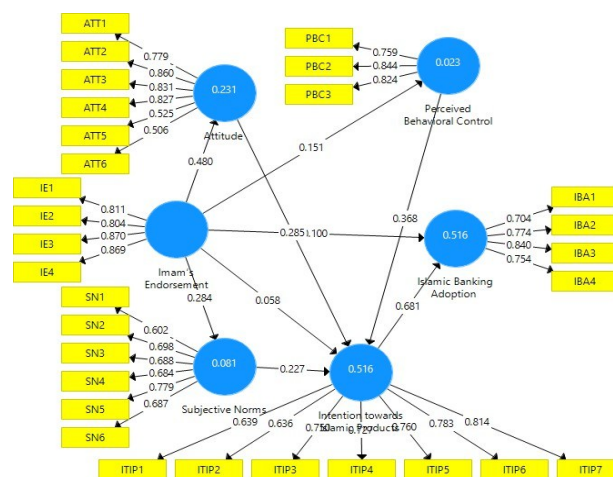 ATT1
ATT2
ATT3
ATT4
ATT5
ATT6
0.779
0.860
0.831
0.827
0.525
0.506
0.231
Attitude
PBC1
PBC2
PBC3
0.759
0.844
0.824
0.023
Perceived
Behavioral Control
0.480
0.151
IE1
IE2
IE3
IE4
0.811
0.804
0.870
0.869
Imam's
Endorsement
0.285
0.368
0.516
Islamic Banking
Adoption
0.704
0.774
0.840
0.754
IBA1
IBA2
IBA3
IBA4
0.284
0.058
0.681
SN1
SN2
SN3
SN4
SN5
SN6
0.602
0.698
0.688
0.684
0.779
0.687
0.081
Subjective Norms
0.227
0.516
Intention towards
Islamic Products
0.639
0.636
0.760
0.783
0.814
ITIP1
ITIP2
ITIP3
ITIP4
ITIP5
ITIP6
ITIP7